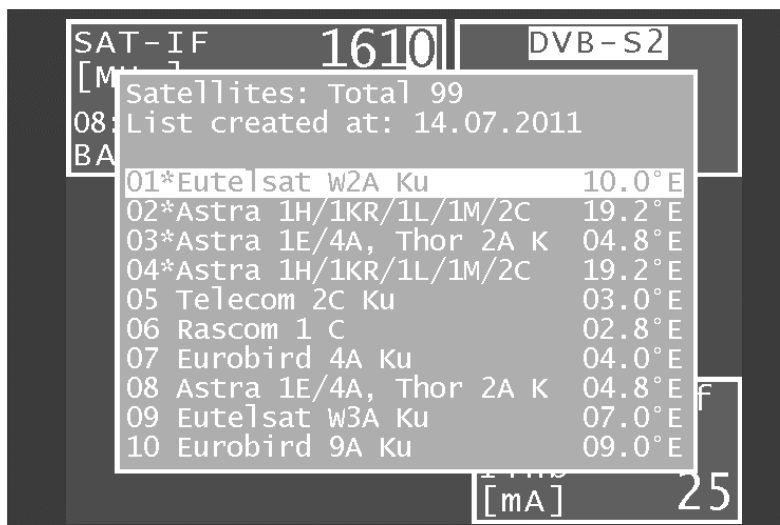 SAT-IF 1610
DVB-S2
08:
BA
Satellites: Total 99
List created at: 14.07.2011
01*Eutelsat W2A Ku 10.0°E
02*Astra 1H/1KR/1L/1M/2C 19.2°E
03*Astra 1E/4A, Thor 2A K 04.8°E
04*Astra 1H/1KR/1L/1M/2C 19.2°E
05 Telecom 2C Ku 03.0°E
06 Rascom 1 C 02.8°E
07 Eurobird 4A Ku 04.0°E
08 Astra 1E/4A, Thor 2A K 04.8°E
09 Eutelsat W3A Ku 07.0°E
10 Eurobird 9A Ku 09.0°E
[mA] 25